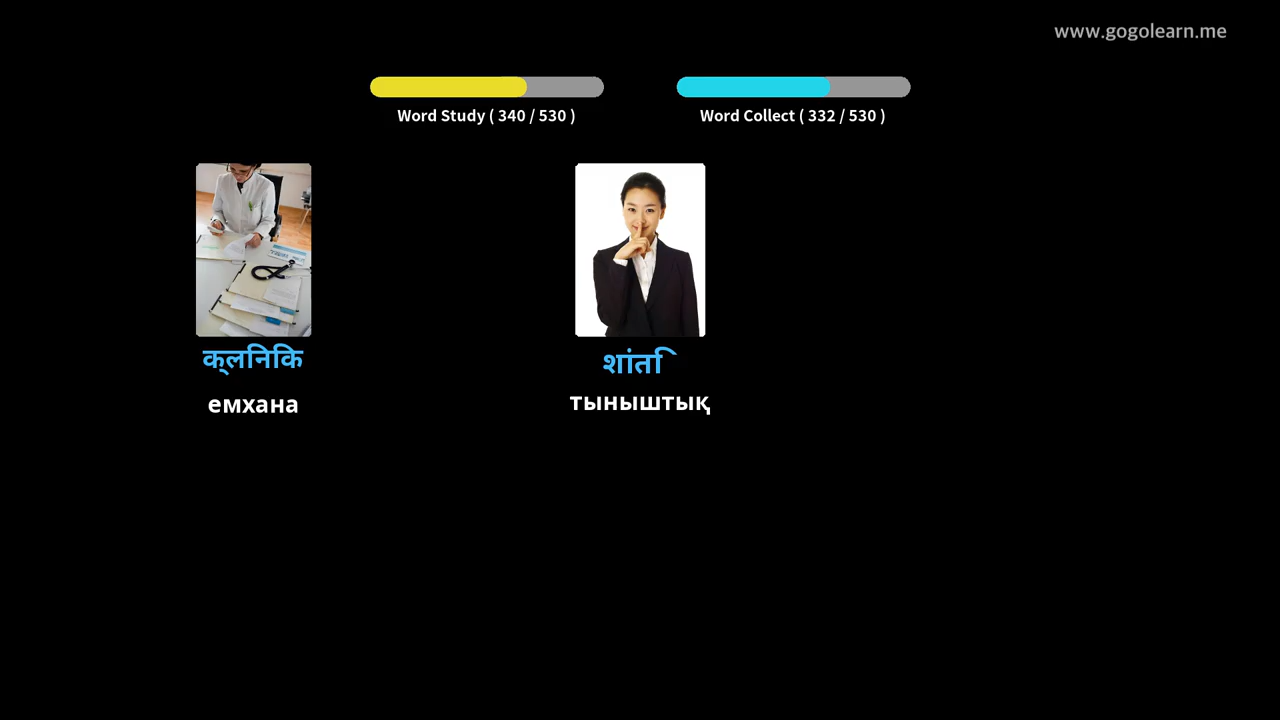 www.gogolearn.me
Word Study ( 340 / 530 )
Word Collect ( 332 / 530 )
क्लिनिक
शांति
емхана
тыныштық